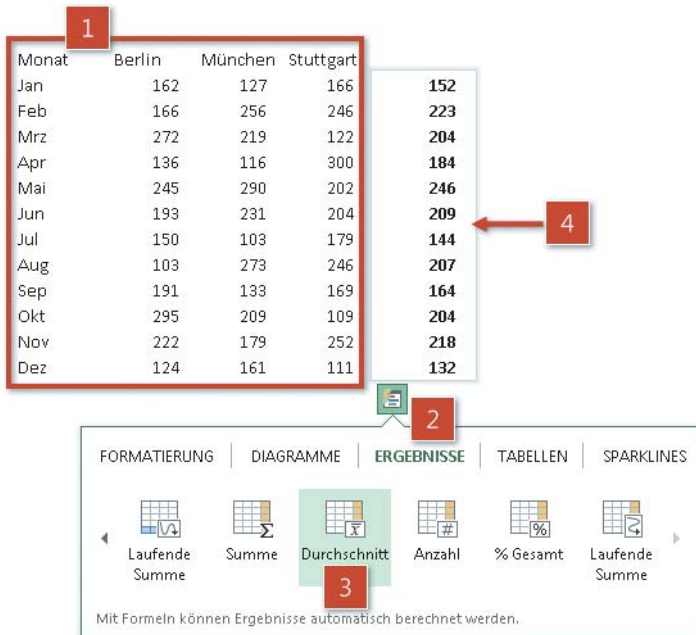 1
Monat Berlin München Stuttgart
Jan 162 127 166 152
Feb 166 256 246 223
Mrz 272 219 122 204
Apr 136 116 300 184
Mai 245 290 202 246
Jun 193 231 204 209
4
Jul 150 103 179 144
Aug 103 273 246 207
Sep 191 133 169 164
Okt 295 209 109 204
Nov 222 179 252 218
Dez 124 161 111 132
2
FORMATIERUNG DIAGRAMME ERGEBNISSE TABELLEN SPARKLINES
Laufende Summe Durchschnitt Anzahl % Gesamt Laufende
Summe Summe
3
Mit Formeln können Ergebnisse automatisch berechnet werden.